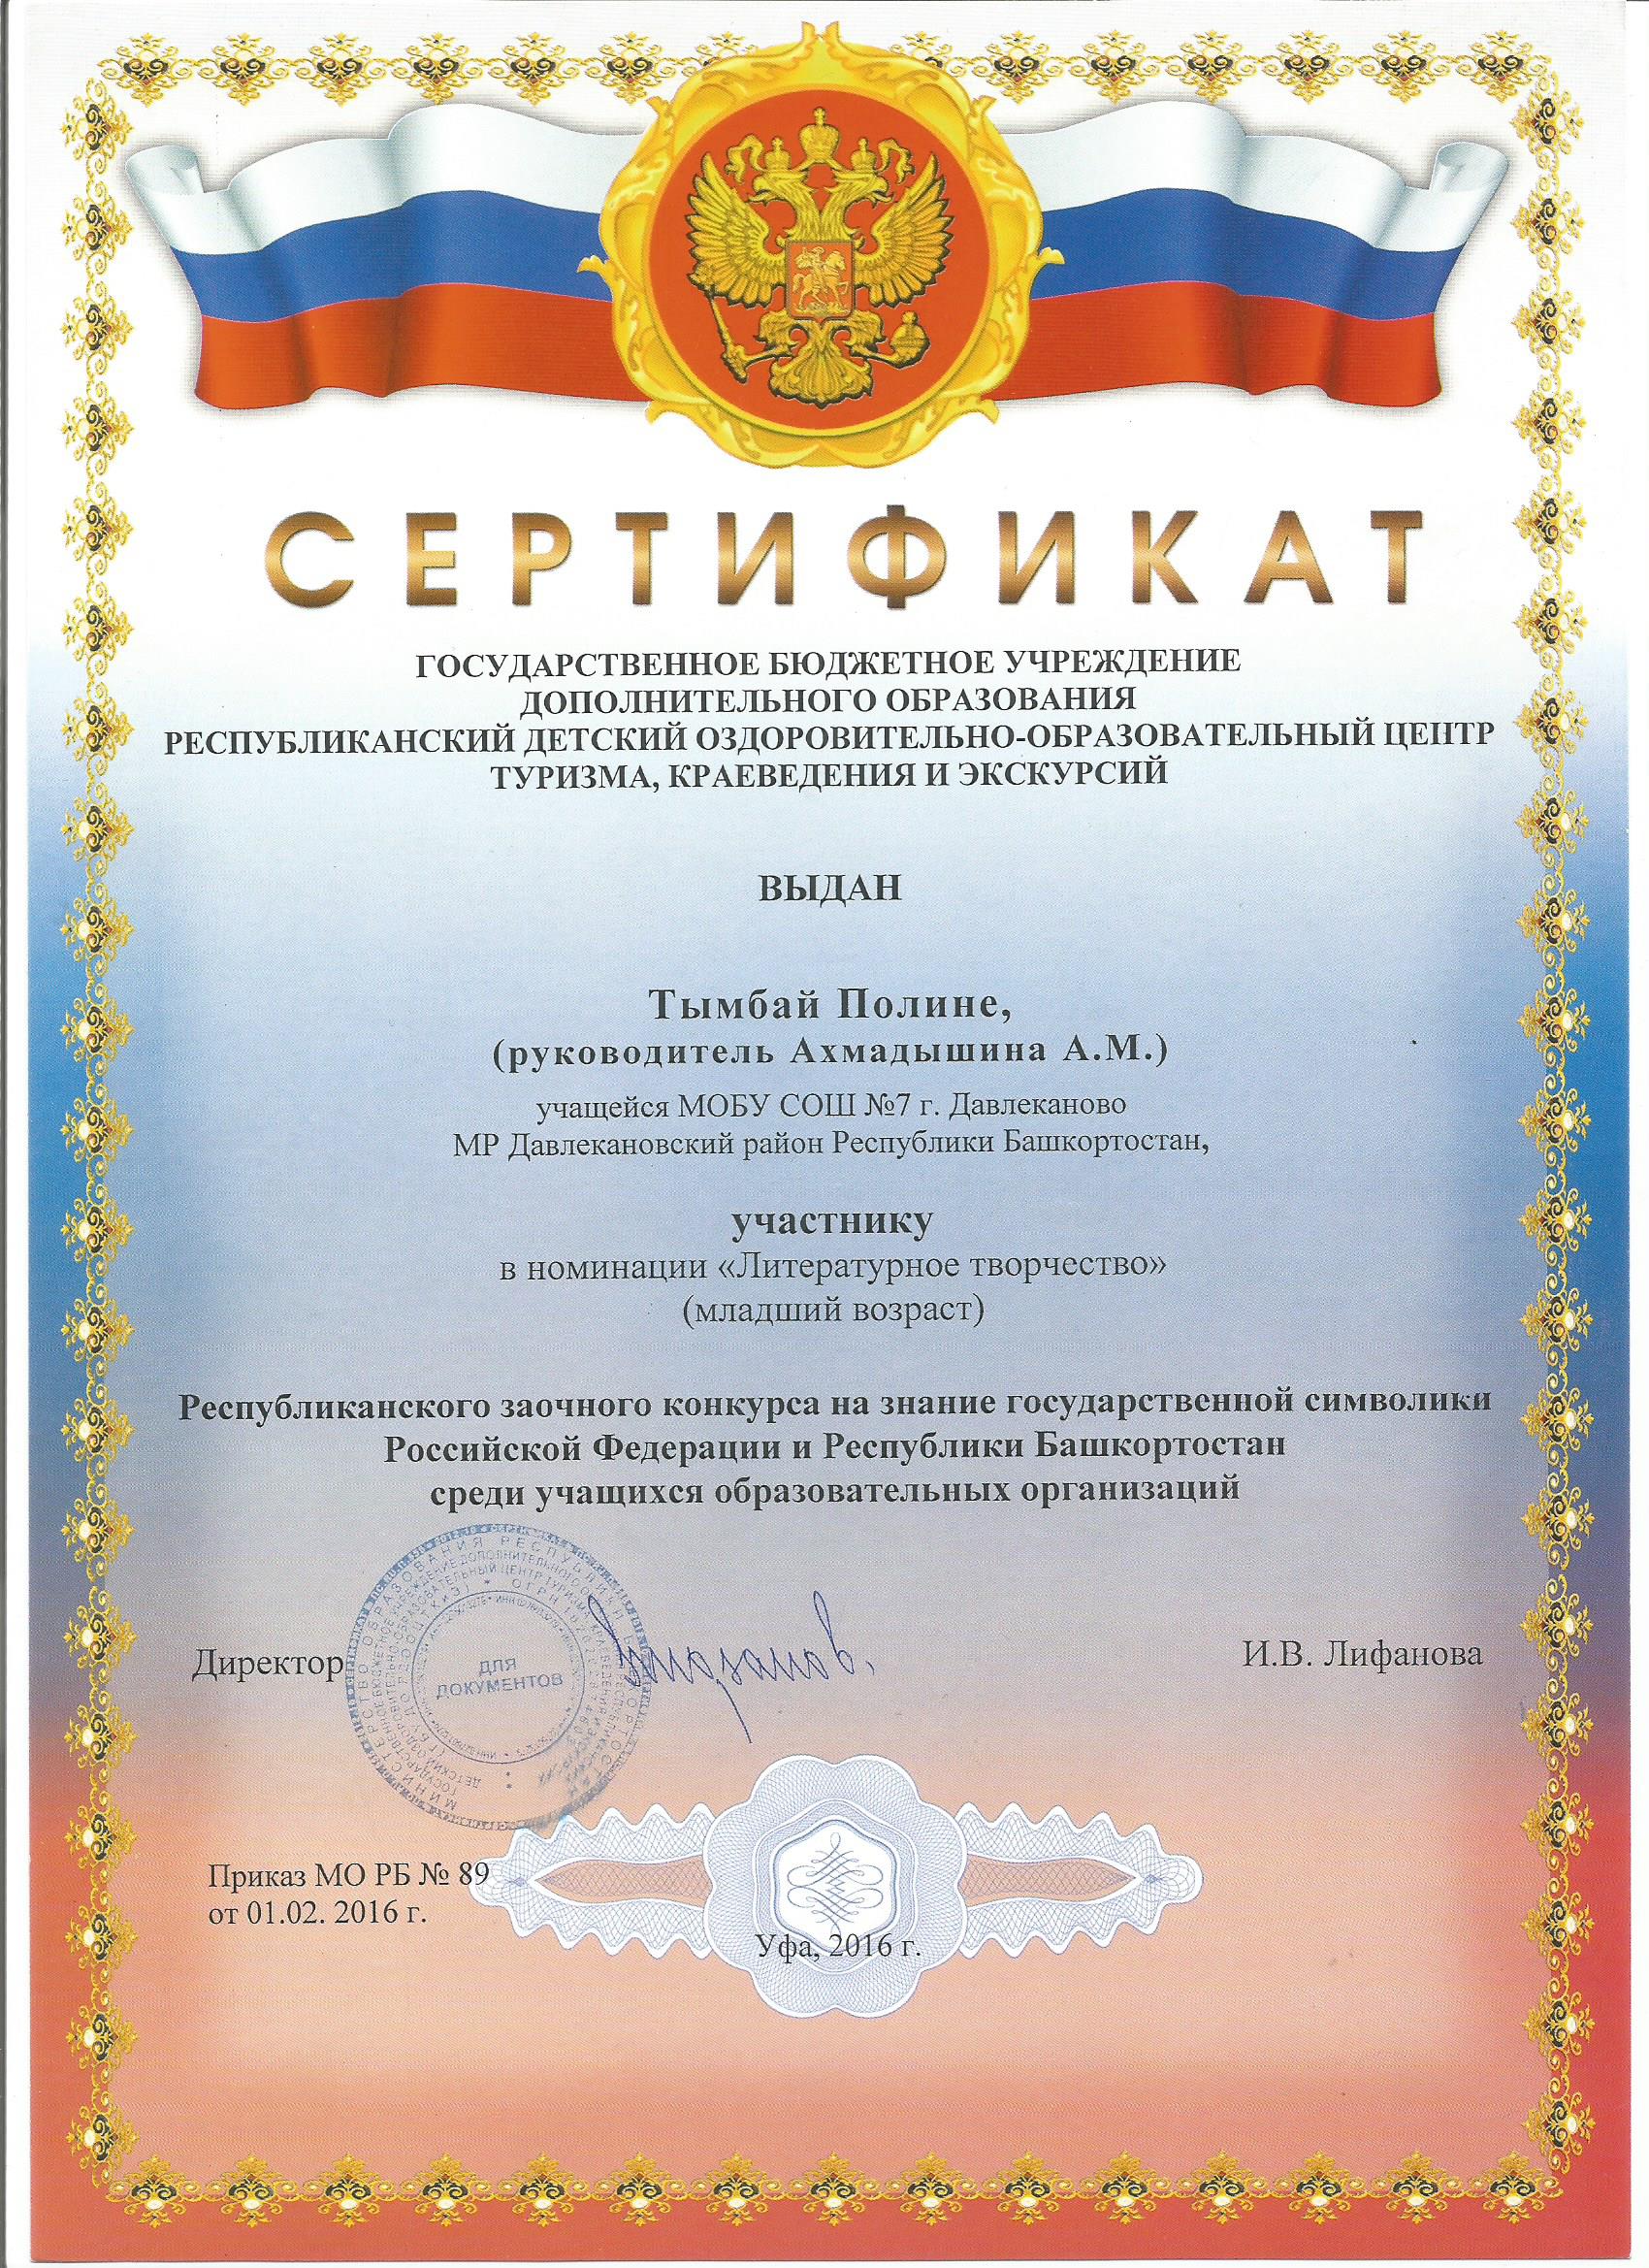 СЕРТИФИКАТ
ГОСУДАРСТВЕННОЕ БЮДЖЕТНОЕ УЧРЕЖДЕНИЕ
ДОПОЛНИТЕЛЬНОГО ОБРАЗОВАНИЯ
РЕСПУБЛИКАНСКИЙ ДЕТСКИЙ ОЗДОРОВИТЕЛЬНО-ОБРАЗОВАТЕЛЬНЫЙ ЦЕНТР
ТУРИЗМА, КРАЕВЕДЕНИЯ И ЭКСКУРСИЙ
ВЫДАН
Тымбай Полине,
(руководитель Ахмадышина А.М.)
учащейся МОБУ СОШ №7 г. Давлеканово
МР Давлекановский район Республики Башкортостан,
участнику
в номинации «Литературное творчество»
(младший возраст)
Республиканского заочного конкурса на знание государственной символики
Российской Федерации и Республики Башкортостан
среди учащихся образовательных организаций
Директор
И.В. Лифанова
ДЛЯ
ДОКУМЕНТОВ
Приказ МО РБ № 89
от 01.02. 2016 г.
Уфа, 2016 г.